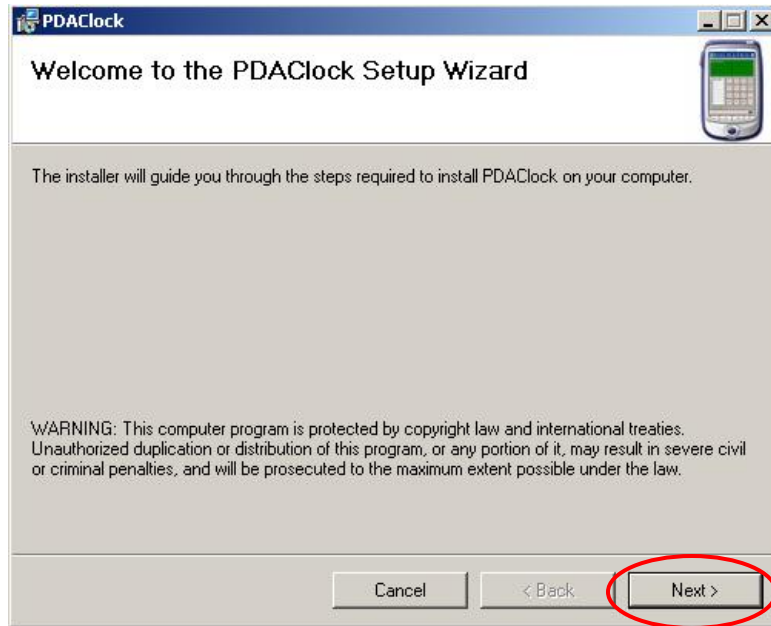 PDAClock
Welcome to the PDAClock Setup Wizard
The installer will guide you through the steps required to install PDAClock on your computer.
WARNING: This computer program is protected by copyright law and international treaties.
Unauthorized duplication or distribution of this program, or any portion of it, may result in severe civil
or criminal penalties, and will be prosecuted to the maximum extent possible under the law.
Cancel < Back Next >